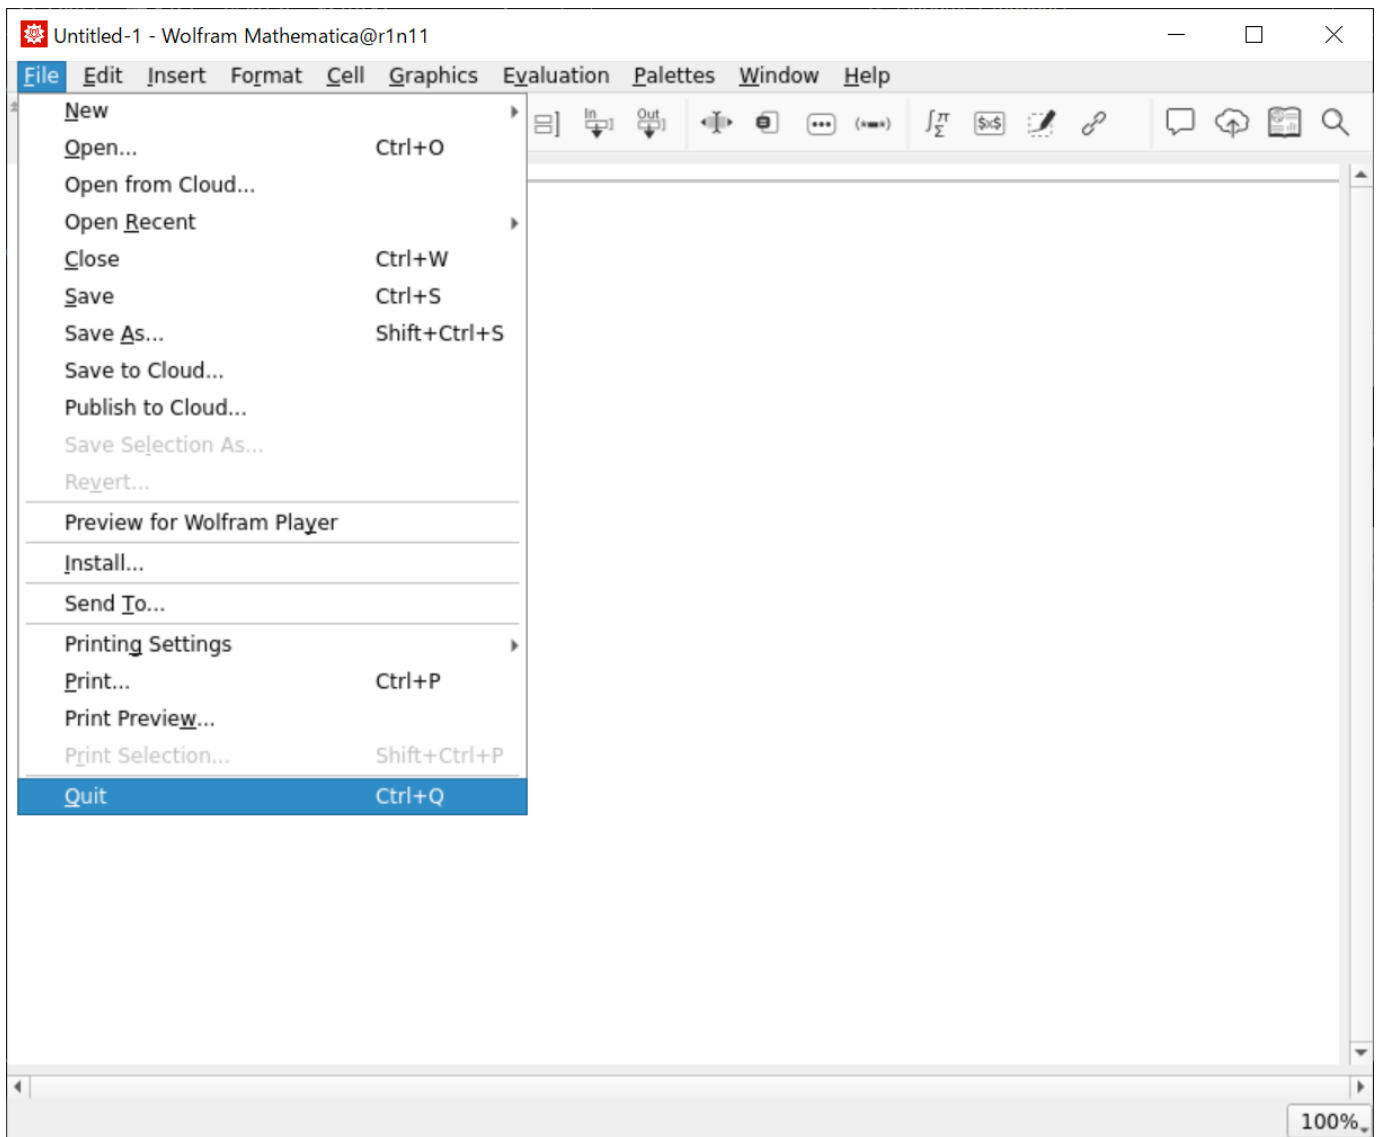 Untitled-1 - Wolfram Mathematica@r1n11
File Edit Insert Format Cell Graphics Evaluation Palettes Window Help
New
Open... Ctrl+O
Open from Cloud...
Open Recent
Close Ctrl+W
Save Ctrl+S
Save As... Shift+Ctrl+S
Save to Cloud...
Publish to Cloud...
Save Selection As...
Revert...
Preview for Wolfram Player
Install...
Send To...
Printing Settings
Print... Ctrl+P
Print Preview...
Print Selection... Shift+Ctrl+P
Quit Ctrl+Q
In
Out
∫π
Σ
$x$
100%